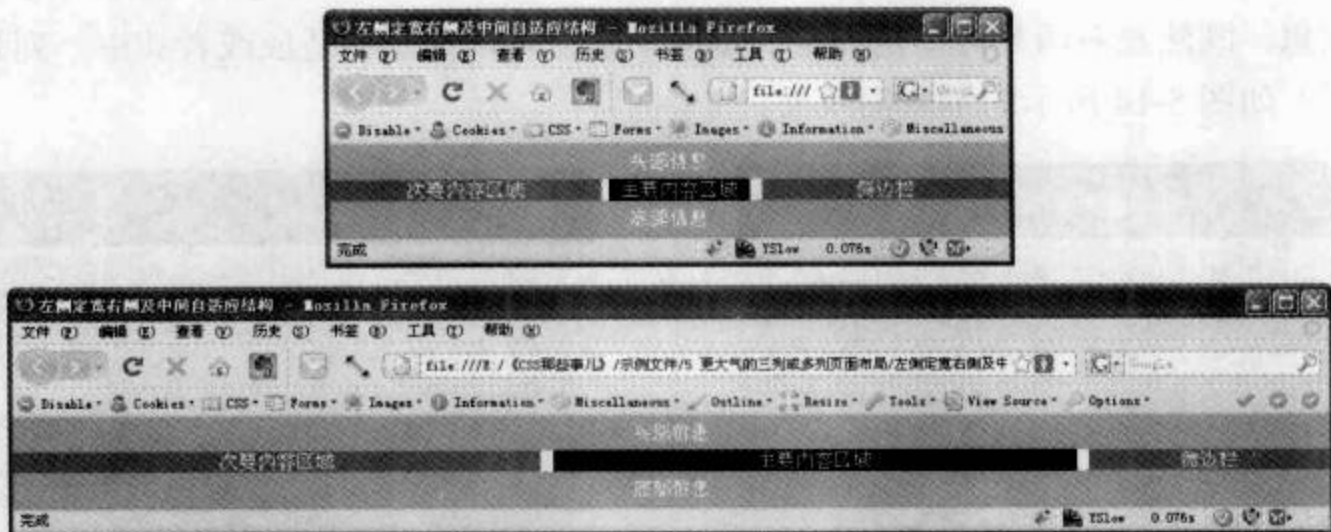 左侧定宽右侧及中间自适应结构 - Mozilla Firefox
文件 (F) 编辑 (E) 查看 (V) 历史 (S) 书签 (B) 工具 (T) 帮助 (H)
file:///
Disable Cookies CSS Forms Images Information Miscellaneous
头部信息
次要内容区域 主要内容区域 侧边栏
底部信息
完成 YSlow 0.076s
左侧定宽右侧及中间自适应结构 - Mozilla Firefox
文件 (F) 编辑 (E) 查看 (V) 历史 (S) 书签 (B) 工具 (T) 帮助 (H)
file:///E:/《CSS那些事儿》/示例文件/5 更大气的三列或多列页面布局/左侧定宽右侧及中 Google
Disable Cookies CSS Forms Images Information Miscellaneous Outline Resize Tools View Source Options
头部信息
次要内容区域 主要内容区域 侧边栏
底部信息
完成 YSlow 0.076s